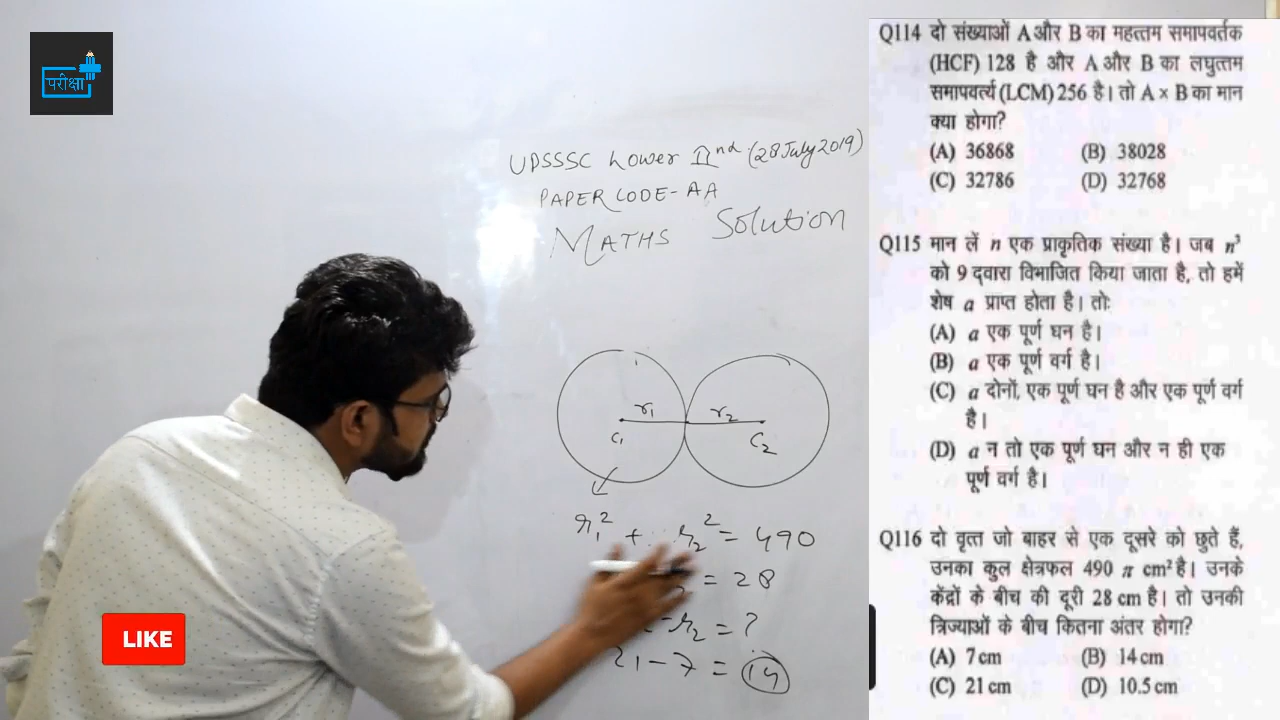 परीक्षा
UPSSSC Lower IInd (28 July 2019)
PAPER CODE - AA
MATHS Solution
r₁ r₂
C₁ C₂
r₁² + r₂² = 490
= 28
- r₂ = ?
21 - 7 = 14
LIKE
Q114 दो संख्याओं A और B का महत्तम समापवर्तक
(HCF) 128 है और A और B का लघुत्तम
समापवर्त्य (LCM) 256 है। तो A × B का मान
क्या होगा?
(A) 36868 (B) 38028
(C) 32786 (D) 32768
Q115 मान लें n एक प्राकृतिक संख्या है। जब n³
को 9 द्वारा विभाजित किया जाता है, तो हमें
शेष a प्राप्त होता है। तो:
(A) a एक पूर्ण घन है।
(B) a एक पूर्ण वर्ग है।
(C) a दोनों, एक पूर्ण घन है और एक पूर्ण वर्ग
है।
(D) a न तो एक पूर्ण घन और न ही एक
पूर्ण वर्ग है।
Q116 दो वृत्त जो बाहर से एक दूसरे को छुते हैं,
उनका कुल क्षेत्रफल 490 π cm² है। उनके
केंद्रों के बीच की दूरी 28 cm है। तो उनकी
त्रिज्याओं के बीच कितना अंतर होगा?
(A) 7 cm (B) 14 cm
(C) 21 cm (D) 10.5 cm